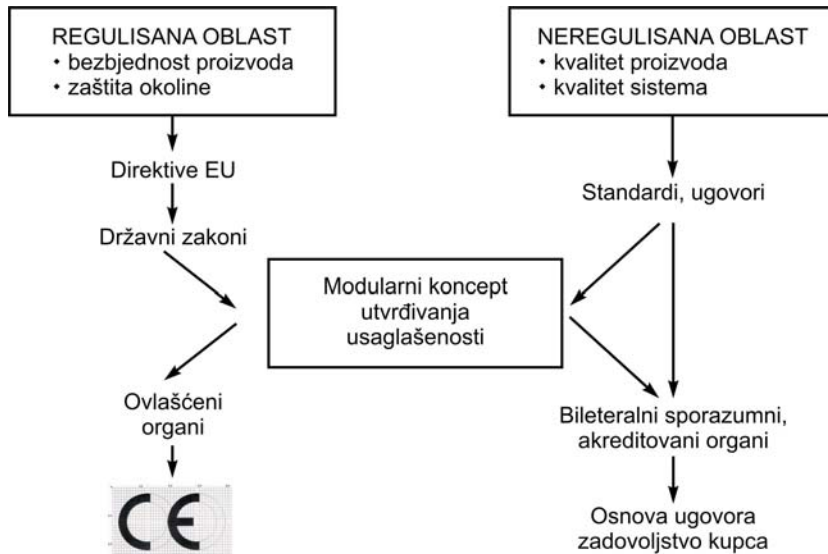 REGULISANA OBLAST
• bezbjednost proizvoda
• zaštita okoline
NEREGULISANA OBLAST
• kvalitet proizvoda
• kvalitet sistema
Direktive EU
Standardi, ugovori
Državni zakoni
Modularni koncept
utvrđivanja
usaglašenosti
Ovlašćeni
organi
Bileteralni sporazumni,
akreditovani organi
CE
Osnova ugovora
zadovoljstvo kupca